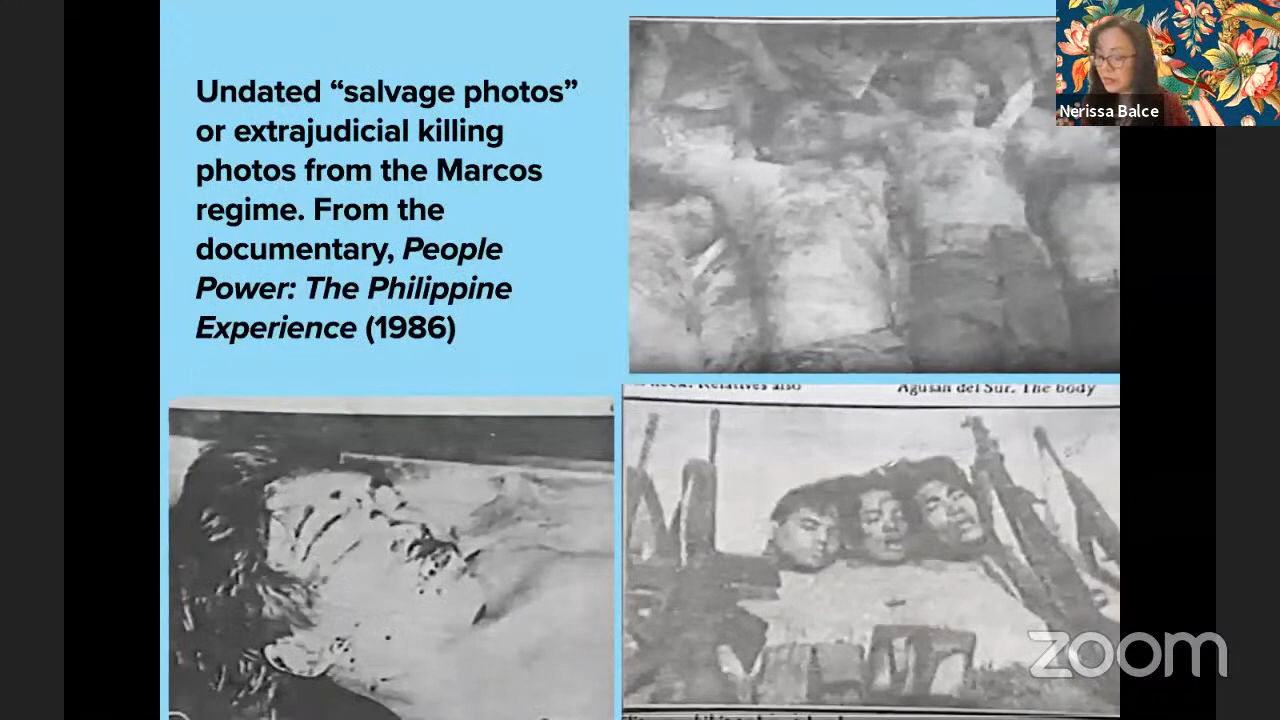 Undated “salvage photos”
or extrajudicial killing
photos from the Marcos
regime. From the
documentary, People
Power: The Philippine
Experience (1986)
Nerissa Balce
Relatives also
Agusan del Sur. The body
zoom